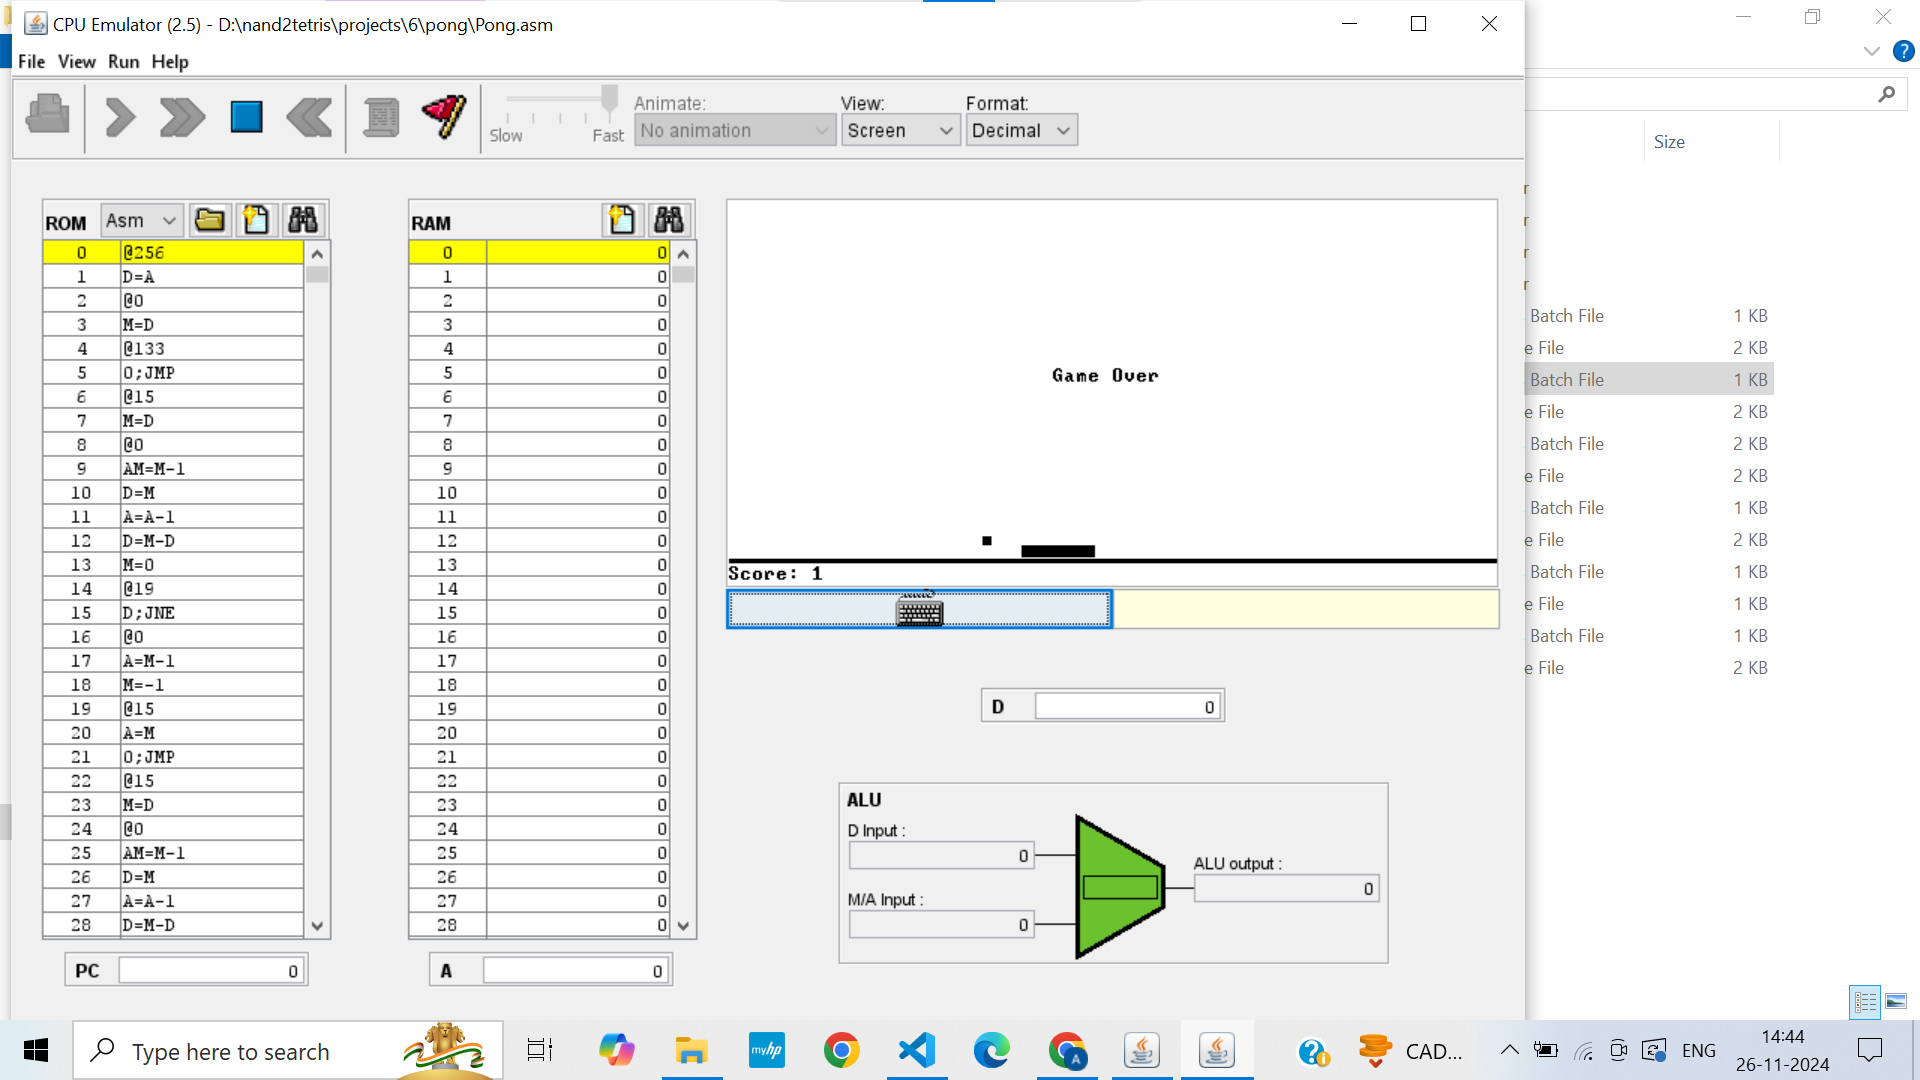 CPU Emulator (2.5) - D:\nand2tetris\projects\6\pong\Pong.asm
File View Run Help
Slow
Fast
Animate:
No animation
View:
Screen
Format:
Decimal
ROM Asm
0 @256
1 D=A
2 @0
3 M=D
4 @133
5 0;JMP
6 @15
7 M=D
8 @0
9 AM=M-1
10 D=M
11 A=A-1
12 D=M-D
13 M=0
14 @19
15 D;JNE
16 @0
17 A=M-1
18 M=-1
19 @15
20 A=M
21 0;JMP
22 @15
23 M=D
24 @0
25 AM=M-1
26 D=M
27 A=A-1
28 D=M-D
PC 0
RAM
0 0
1 0
2 0
3 0
4 0
5 0
6 0
7 0
8 0
9 0
10 0
11 0
12 0
13 0
14 0
15 0
16 0
17 0
18 0
19 0
20 0
21 0
22 0
23 0
24 0
25 0
26 0
27 0
28 0
A 0
Game Over
Score: 1
D 0
ALU
D Input :
0
M/A Input :
0
ALU output :
0
Size
r
r
r
r
Batch File 1 KB
e File 2 KB
Batch File 1 KB
e File 2 KB
Batch File 1 KB
e File 2 KB
Batch File 1 KB
e File 2 KB
Batch File 1 KB
e File 2 KB
Batch File 1 KB
e File 2 KB
Type here to search
myhp
A
CAD...
ENG
14:44
26-11-2024